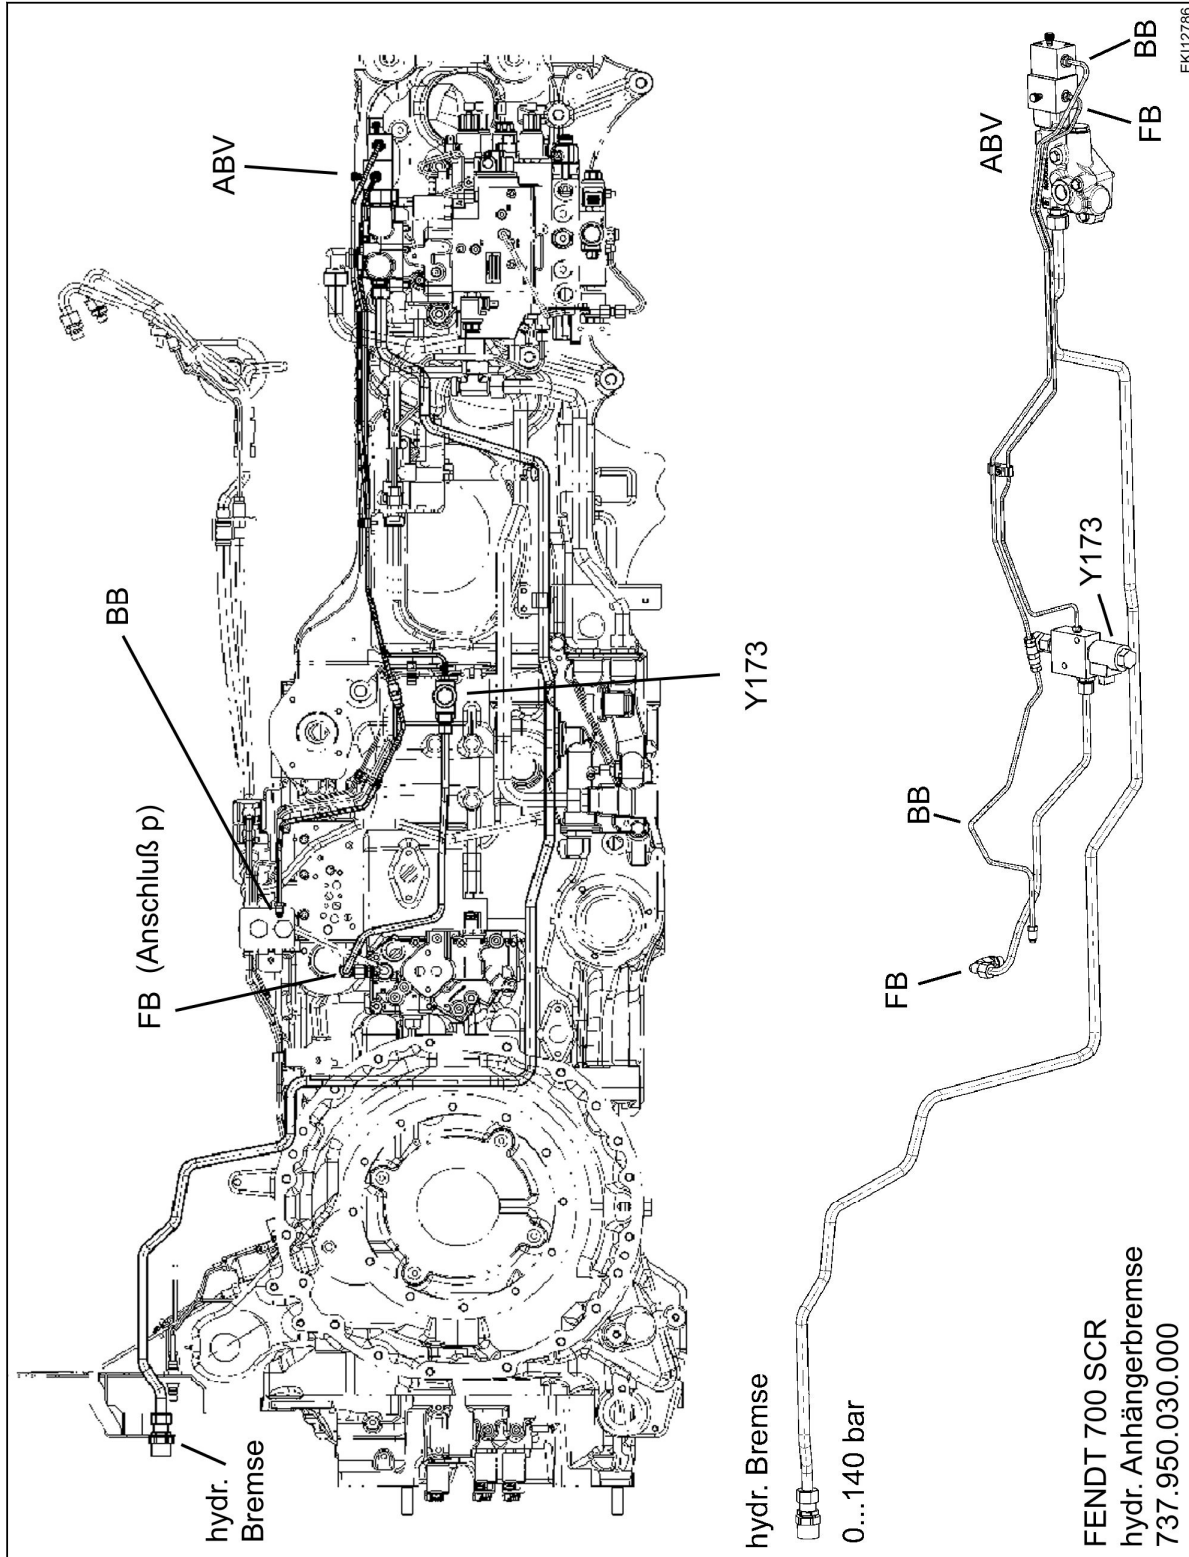 ABV
BB
FB (Anschluß p)
Y173
hydr.
Bremse
hydr. Bremse
0...140 bar
ABV
BB
FB
Y173
BB
FB
FENDT 700 SCR
hydr. Anhängerbremse
737.950.030.000
FKI12786